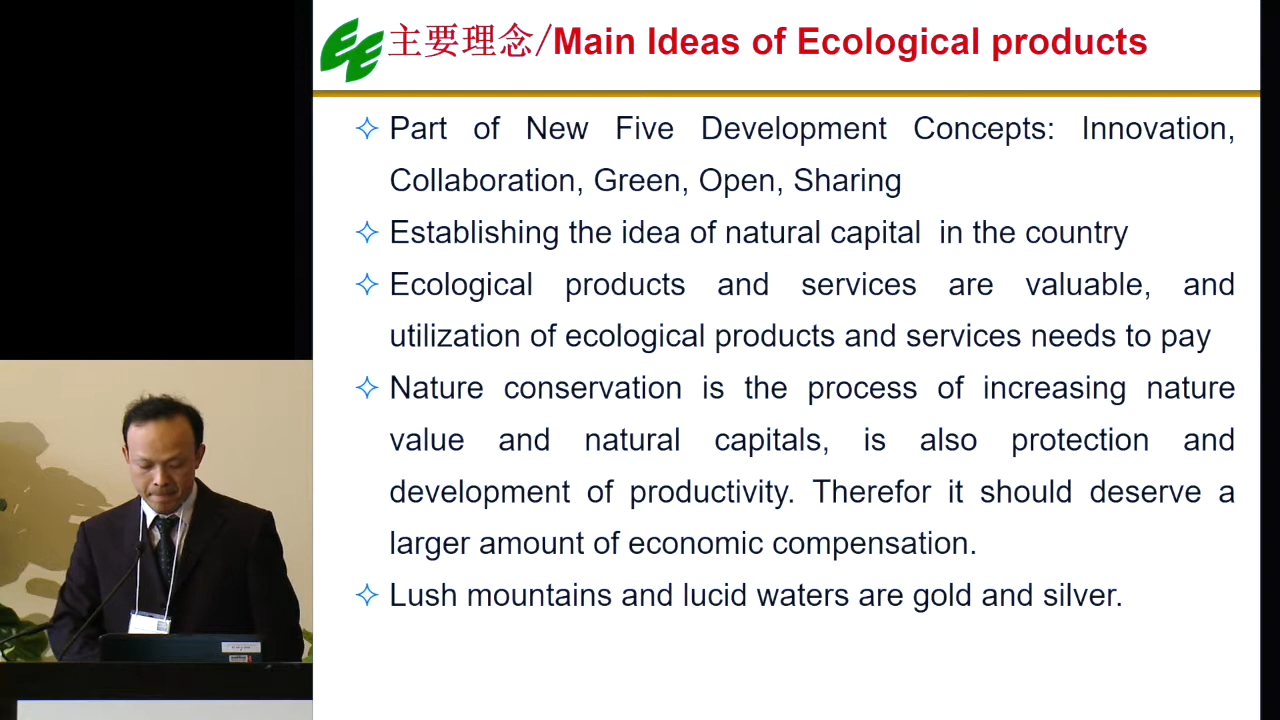 主要理念/Main Ideas of Ecological products
Part of New Five Development Concepts: Innovation,
Collaboration, Green, Open, Sharing
Establishing the idea of natural capital in the country
Ecological products and services are valuable, and
utilization of ecological products and services needs to pay
Nature conservation is the process of increasing nature
value and natural capitals, is also protection and
development of productivity. Therefor it should deserve a
larger amount of economic compensation.
Lush mountains and lucid waters are gold and silver.